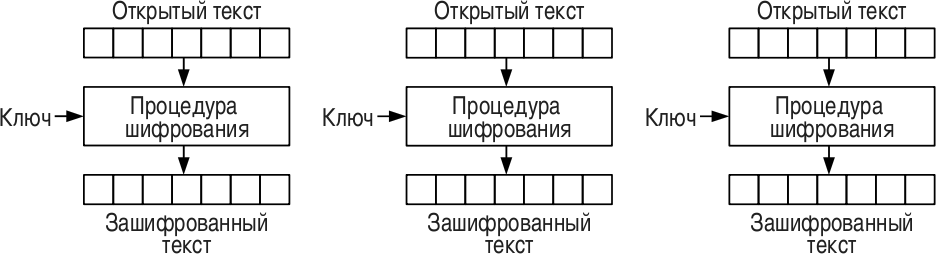 Открытый текст
Открытый текст
Открытый текст
Ключ
Процедура
шифрования
Ключ
Процедура
шифрования
Ключ
Процедура
шифрования
Зашифрованный
текст
Зашифрованный
текст
Зашифрованный
текст